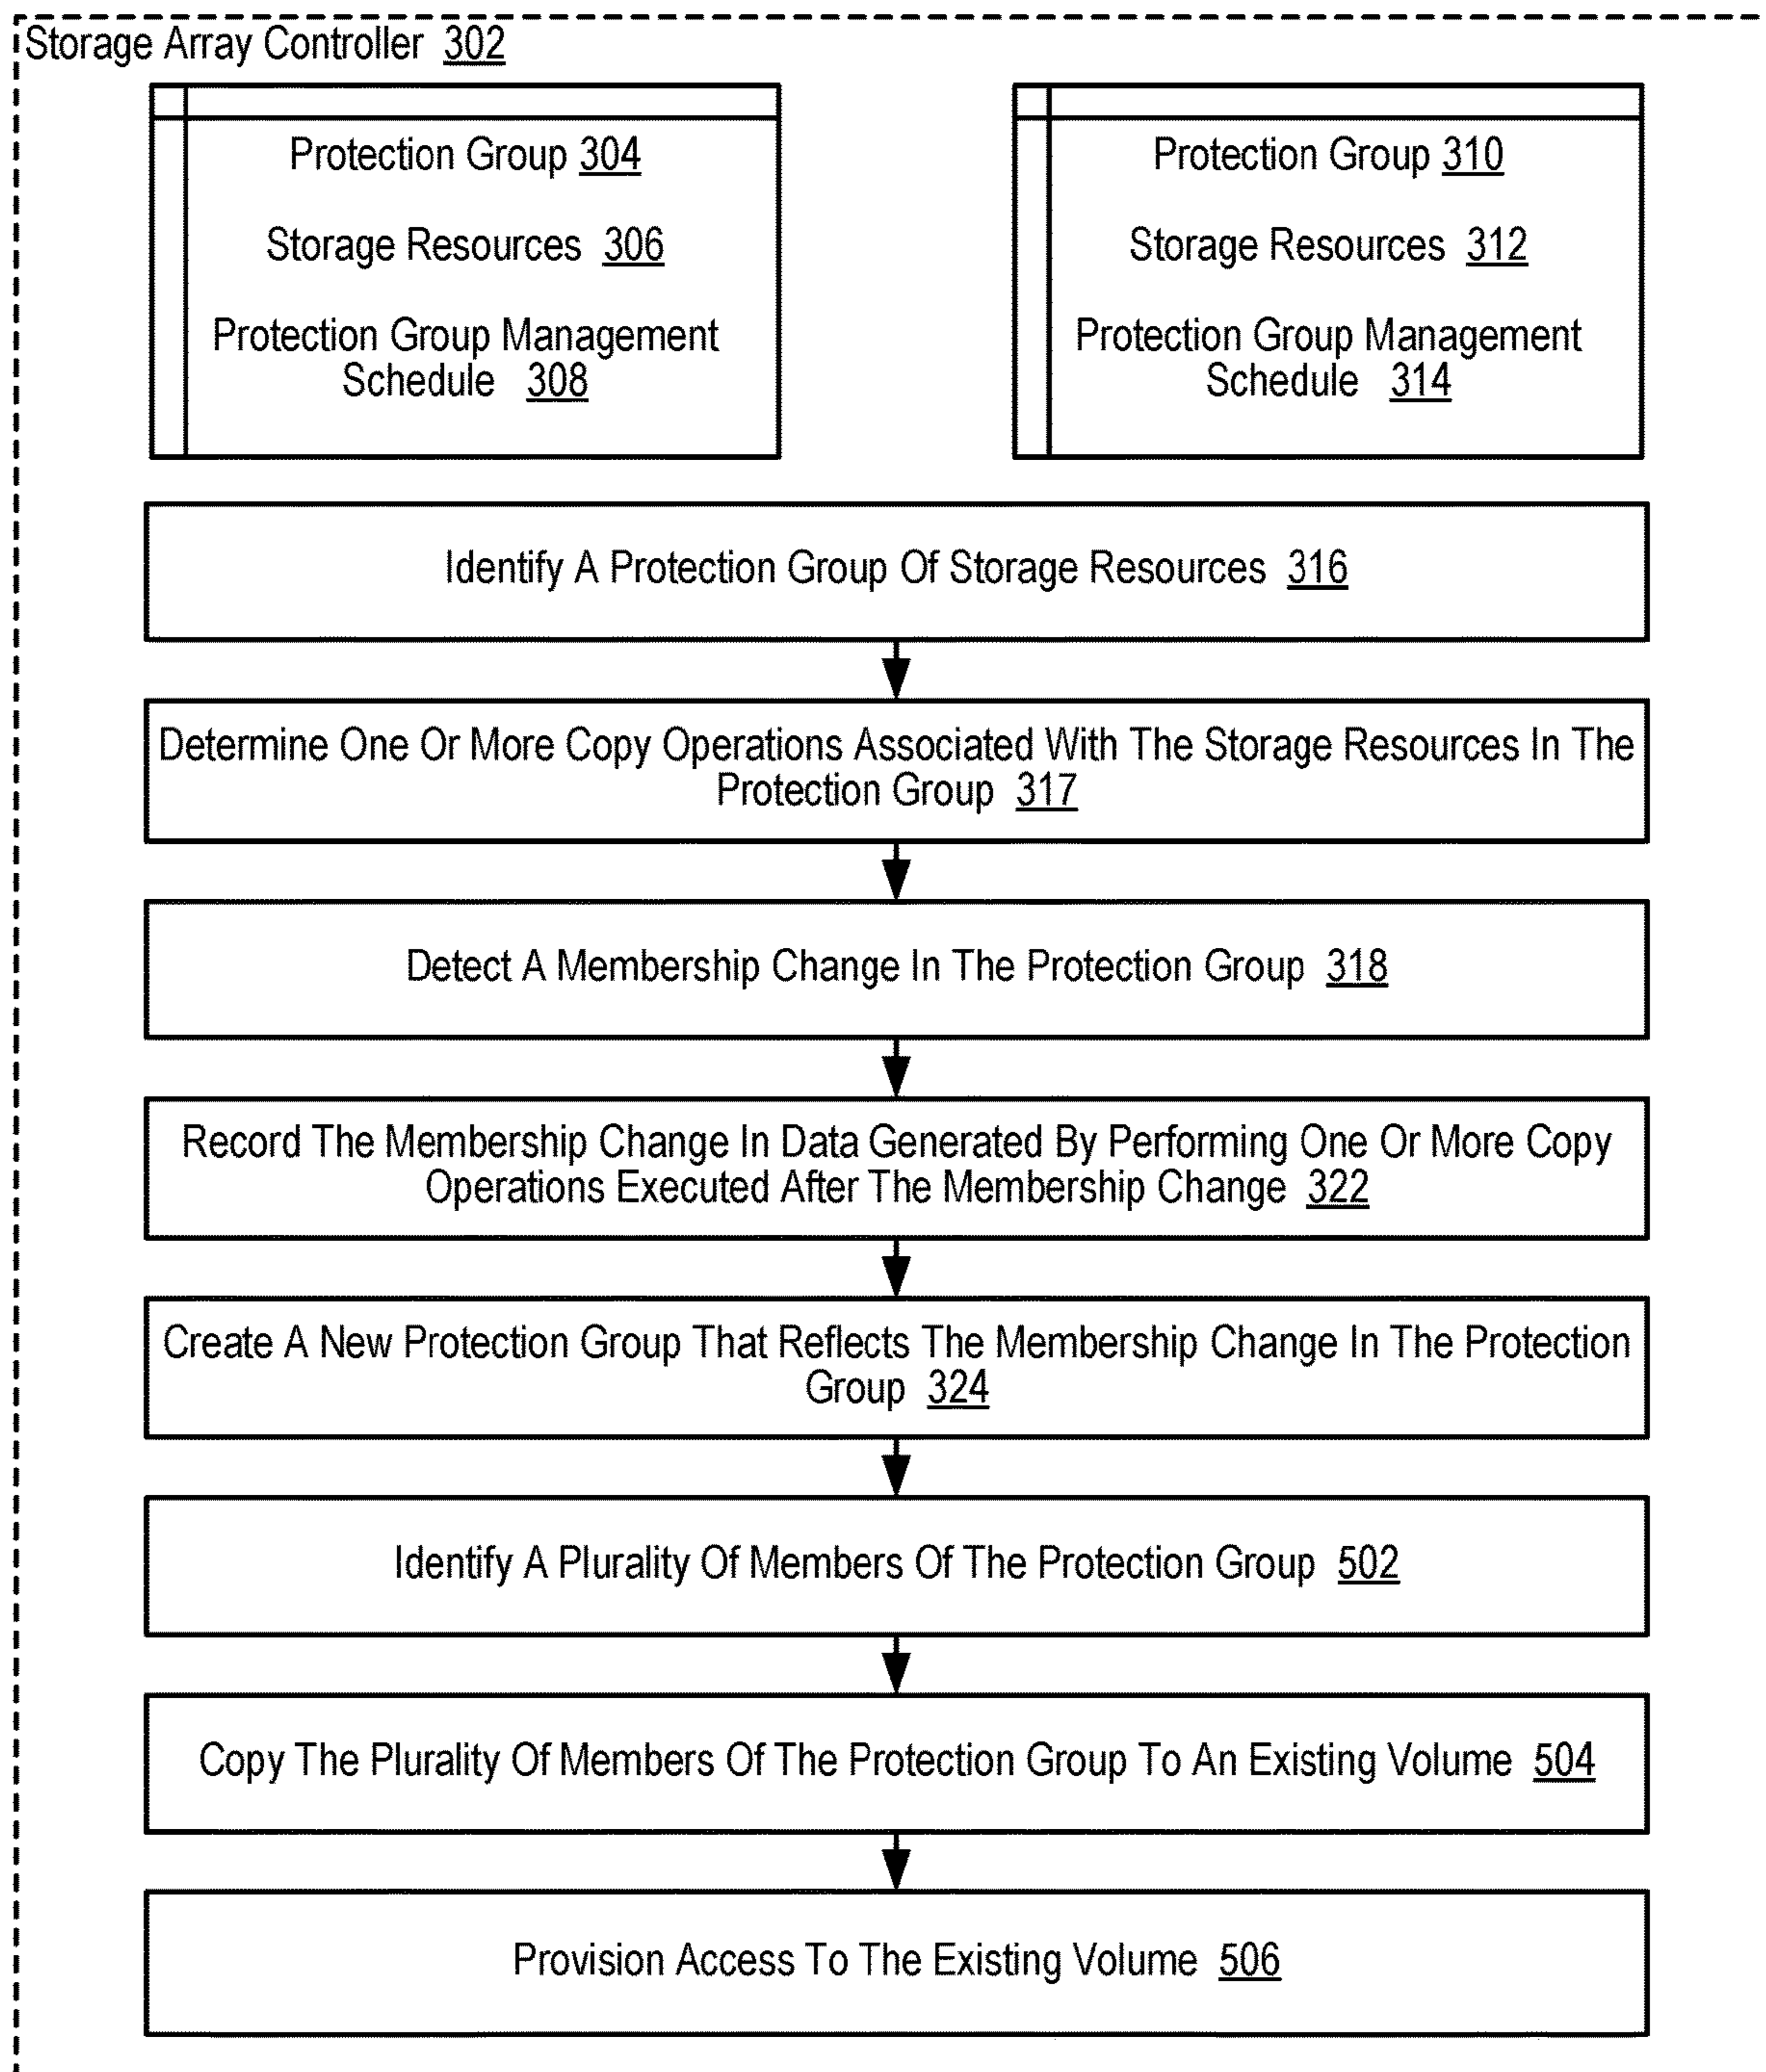 Storage Array Controller 302
Protection Group 304
Storage Resources 306
Protection Group Management
Schedule 308
Protection Group 310
Storage Resources 312
Protection Group Management
Schedule 314
Identify A Protection Group Of Storage Resources 316
Determine One Or More Copy Operations Associated With The Storage Resources In The
Protection Group 317
Detect A Membership Change In The Protection Group 318
Record The Membership Change In Data Generated By Performing One Or More Copy
Operations Executed After The Membership Change 322
Create A New Protection Group That Reflects The Membership Change In The Protection
Group 324
Identify A Plurality Of Members Of The Protection Group 502
Copy The Plurality Of Members Of The Protection Group To An Existing Volume 504
Provision Access To The Existing Volume 506